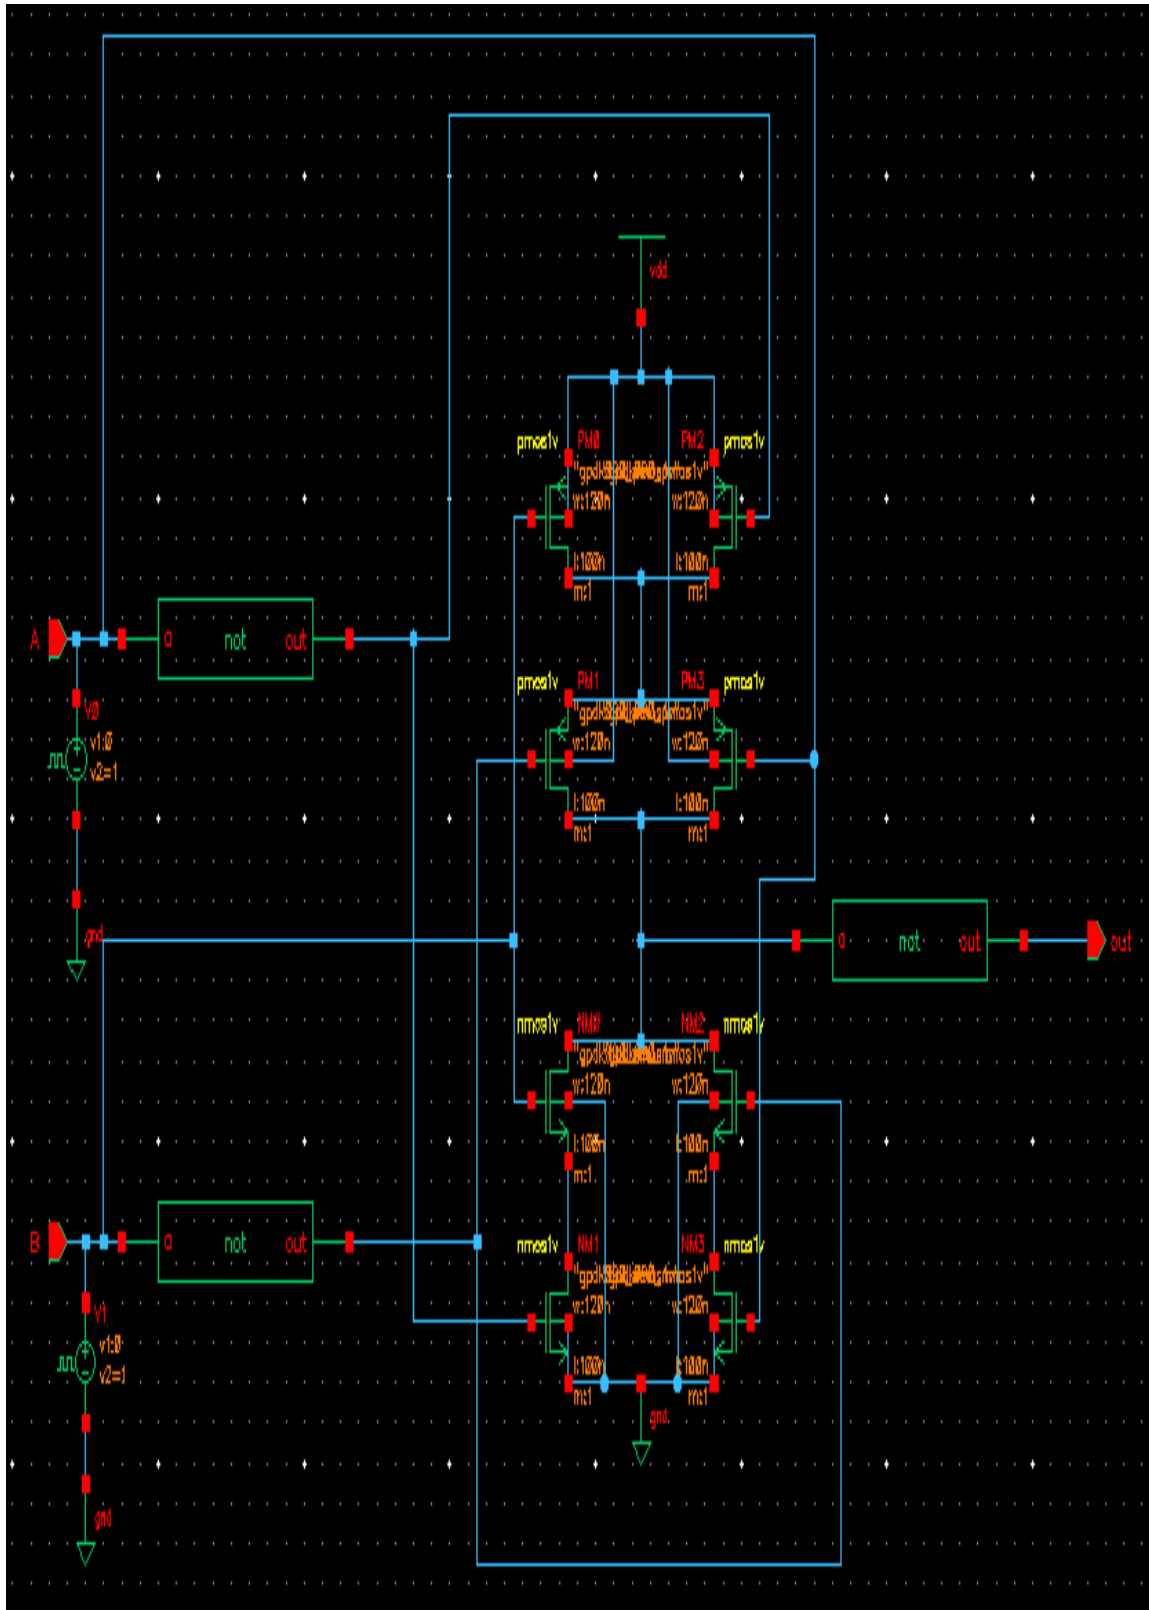 vdd
pmos1v PM0 PM2 pmos1v
w:120n w:120n
l:100n l:100n
m:1 m:1
A a not out
pmos1v PM1 PM3 pmos1v
V0
v1:0
v2=1
w:120n w:120n
l:100n l:100n
m:1 m:1
gnd
a not out out
nmos1v NM0 NM2 nmos1v
w:120n w:120n
l:100n l:100n
m:1 m:1
B a not out
nmos1v NM1 NM3 nmos1v
V1
v1:0
v2=1
w:120n w:120n
l:100n l:100n
m:1 m:1
gnd
gnd